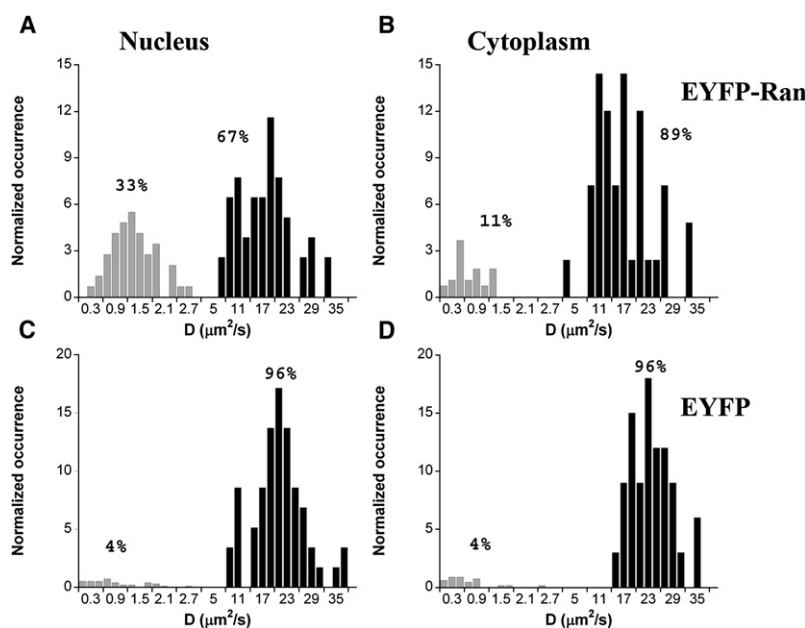 A
Nucleus
B
Cytoplasm
EYFP-Ran
Normalized occurrence
15
12
9
6
3
0
33%
67%
0.3 0.9 1.5 2.1 2.7 5 11 17 23 29 35
D (μm²/s)
Normalized occurrence
15
12
9
6
3
0
11%
89%
0.3 0.9 1.5 2.1 2.7 5 11 17 23 29 35
D (μm²/s)
C
Normalized occurrence
20
15
10
5
0
4%
96%
0.3 0.9 1.5 2.1 2.7 5 11 17 23 29 35
D (μm²/s)
D
EYFP
Normalized occurrence
20
15
10
5
0
4%
96%
0.3 0.9 1.5 2.1 2.7 5 11 17 23 29 35
D (μm²/s)